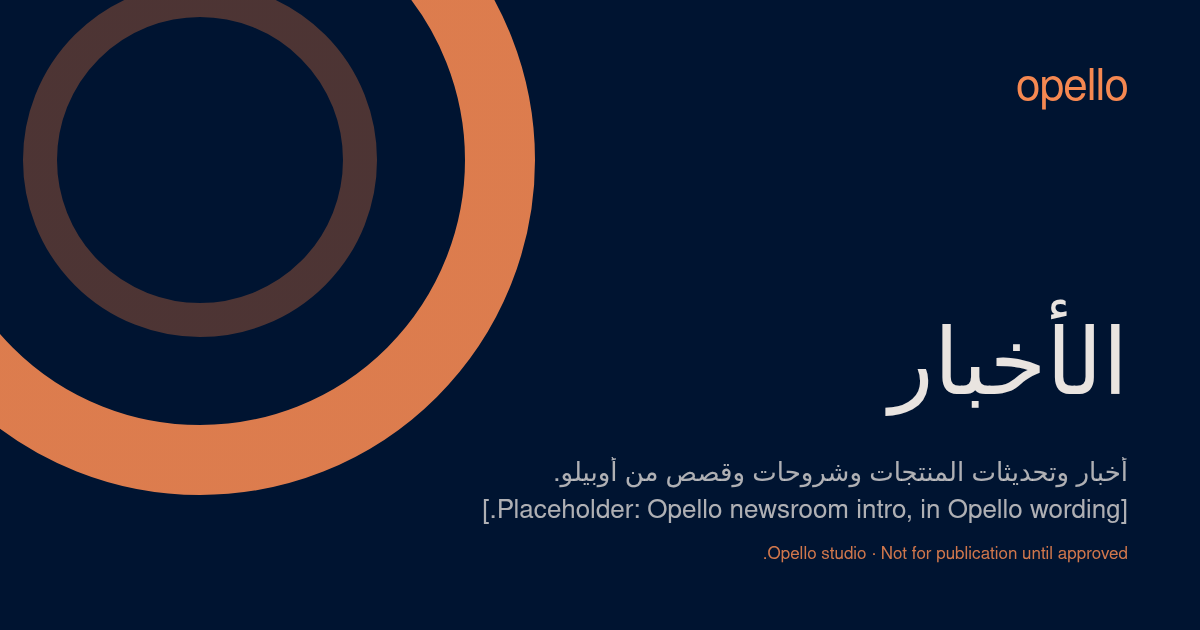 opello
الأخبار
أخبار وتحديثات المنتجات وشروحات وقصص من أوبيلو.
[Placeholder: Opello newsroom intro, in Opello wording.]
Opello studio · Not for publication until approved.